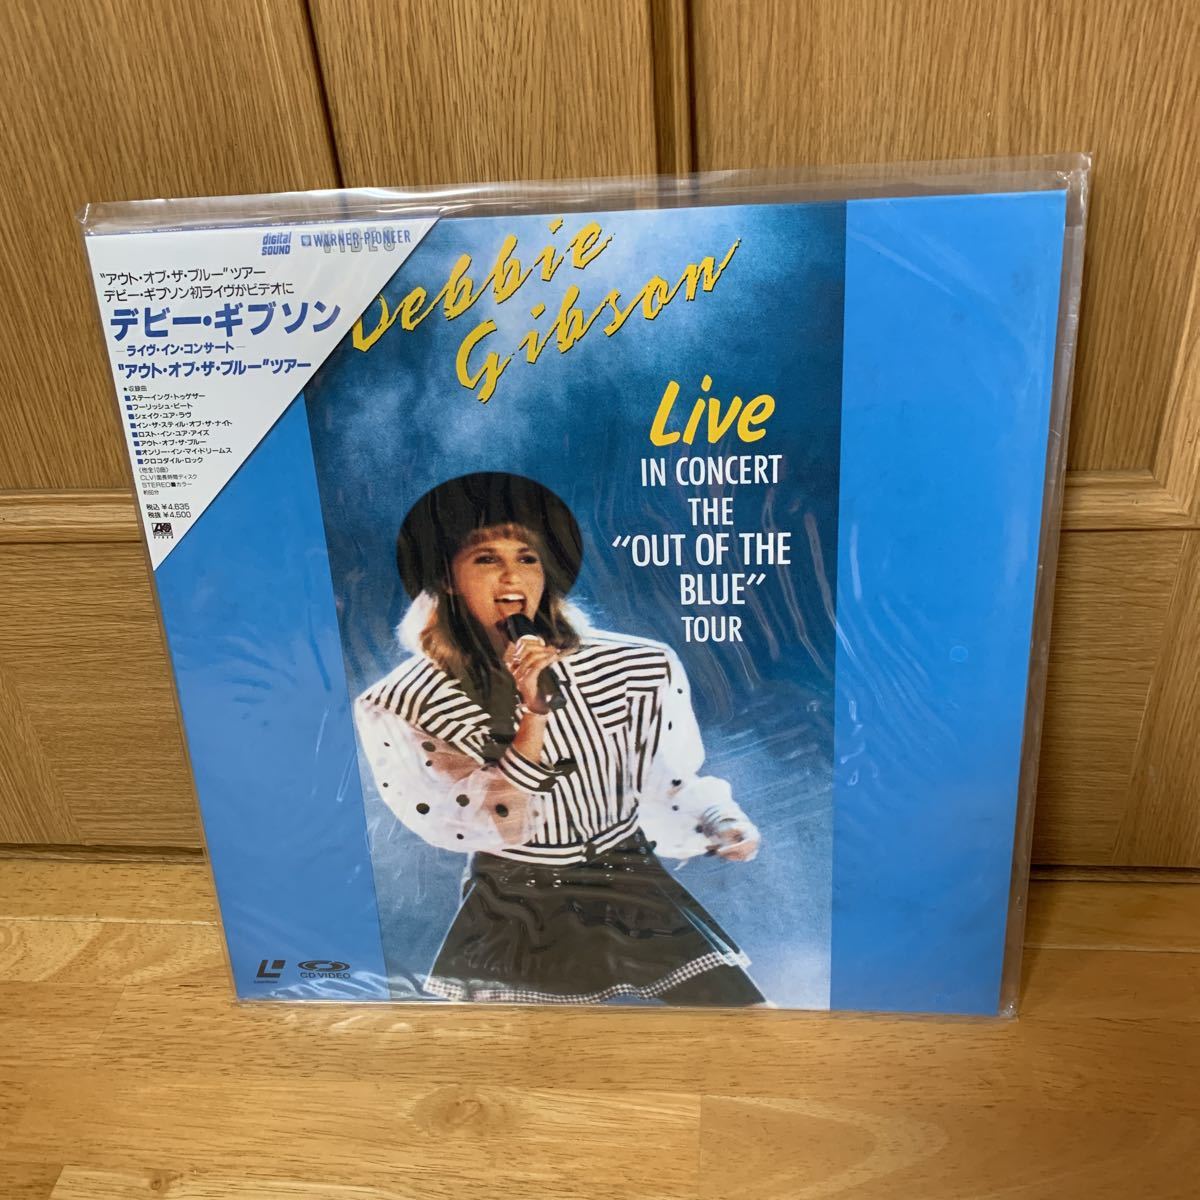 digital SOUND
WARNER-PIONEER
VIDEO
"アウト・オブ・ザ・ブルー"ツアー
デビー・ギブソン初ライヴがビデオに
デビー・ギブソン
—ライヴ・イン・コンサート—
"アウト・オブ・ザ・ブルー"ツアー
★収録曲
■ステーイング・トゥゲザー
■フーリッシュ・ビート
■シェイク・ユア・ラヴ
■イン・ザ・スティル・オブ・ザ・ナイト
■ロスト・イン・ユア・アイズ
■アウト・オブ・ザ・ブルー
■オンリー・イン・マイ・ドリームス
■クロコダイル・ロック
(他全10曲)
CLV1面長時間ディスク
STEREO■カラー
約60分
税込 ¥4,635
税抜 ¥4,500
Debbie
Gibson
Live
IN CONCERT
THE
"OUT OF THE
BLUE"
TOUR
CD VIDEO